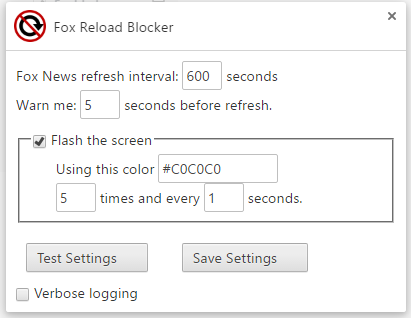 Fox Reload Blocker
Fox News refresh interval: 600 seconds
Warn me: 5 seconds before refresh.
Flash the screen
Using this color #C0C0C0
5 times and every 1 seconds.
Test Settings Save Settings
Verbose logging